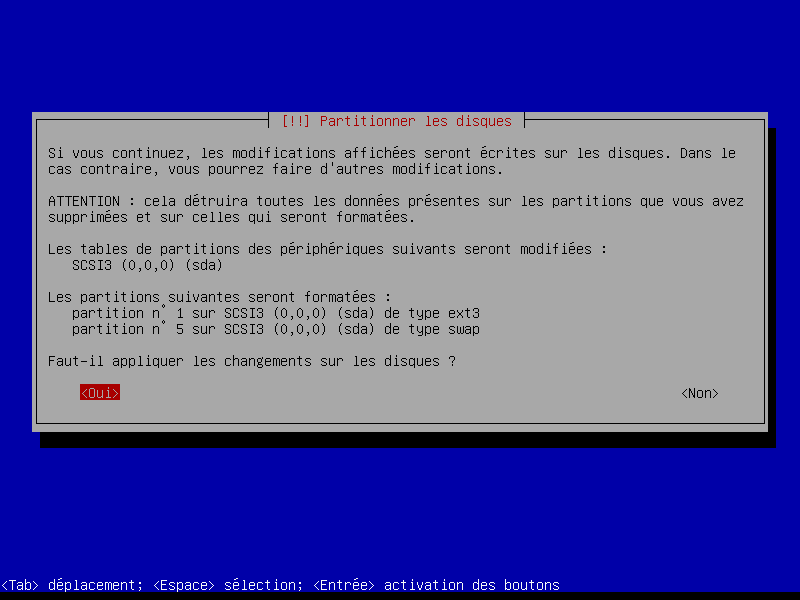 [!!] Partitionner les disques
Si vous continuez, les modifications affichées seront écrites sur les disques. Dans le
cas contraire, vous pourrez faire d'autres modifications.
ATTENTION : cela détruira toutes les données présentes sur les partitions que vous avez
supprimées et sur celles qui seront formatées.
Les tables de partitions des périphériques suivants seront modifiées :
SCSI3 (0,0,0) (sda)
Les partitions suivantes seront formatées :
partition n° 1 sur SCSI3 (0,0,0) (sda) de type ext3
partition n° 5 sur SCSI3 (0,0,0) (sda) de type swap
Faut-il appliquer les changements sur les disques ?
<Oui> <Non>
<Tab> déplacement; <Espace> sélection; <Entrée> activation des boutons